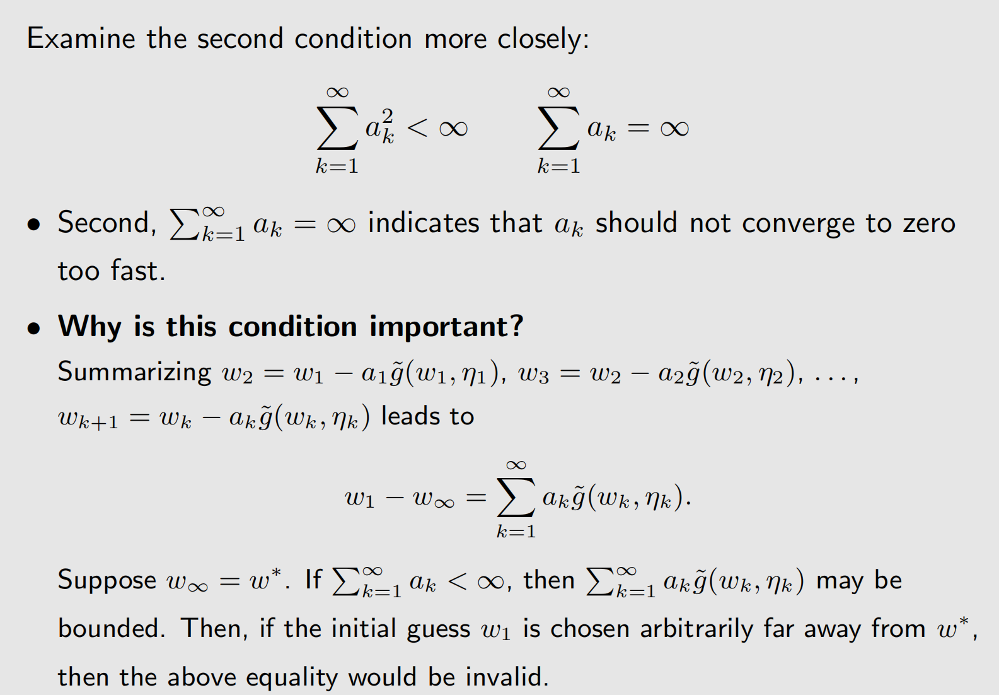 Examine the second condition more closely:
$\sum_{k=1}^{\infty} a_k^2 < \infty \qquad \sum_{k=1}^{\infty} a_k = \infty$
• Second, $\sum_{k=1}^{\infty} a_k = \infty$ indicates that $a_k$ should not converge to zero
too fast.
• Why is this condition important?
Summarizing $w_2 = w_1 - a_1\tilde{g}(w_1, \eta_1)$, $w_3 = w_2 - a_2\tilde{g}(w_2, \eta_2)$, $\ldots$,
$w_{k+1} = w_k - a_k\tilde{g}(w_k, \eta_k)$ leads to
$w_1 - w_\infty = \sum_{k=1}^{\infty} a_k\tilde{g}(w_k, \eta_k).$
Suppose $w_\infty = w^*$. If $\sum_{k=1}^{\infty} a_k < \infty$, then $\sum_{k=1}^{\infty} a_k\tilde{g}(w_k, \eta_k)$ may be
bounded. Then, if the initial guess $w_1$ is chosen arbitrarily far away from $w^*$,
then the above equality would be invalid.